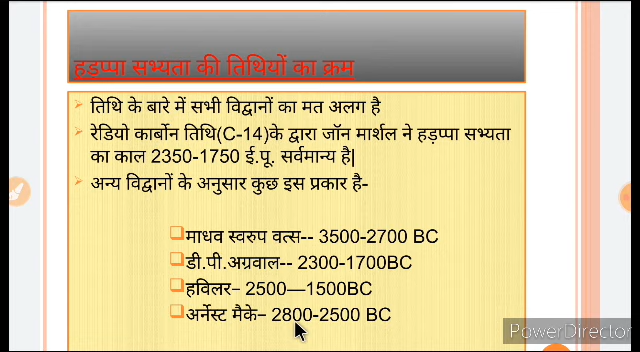 हड़प्पा सभ्यता की तिथियों का क्रम
तिथि के बारे में सभी विद्वानों का मत अलग है
रेडियो कार्बोन तिथि(C-14)के द्वारा जॉन मार्शल ने हड़प्पा सभ्यता
का काल 2350-1750 ई.पू. सर्वमान्य है|
अन्य विद्वानों के अनुसार कुछ इस प्रकार है-
माधव स्वरुप वत्स-- 3500-2700 BC
डी.पी.अग्रवाल-- 2300-1700BC
हविलर– 2500—1500BC
अर्नेस्ट मैके– 2800-2500 BC
PowerDirector